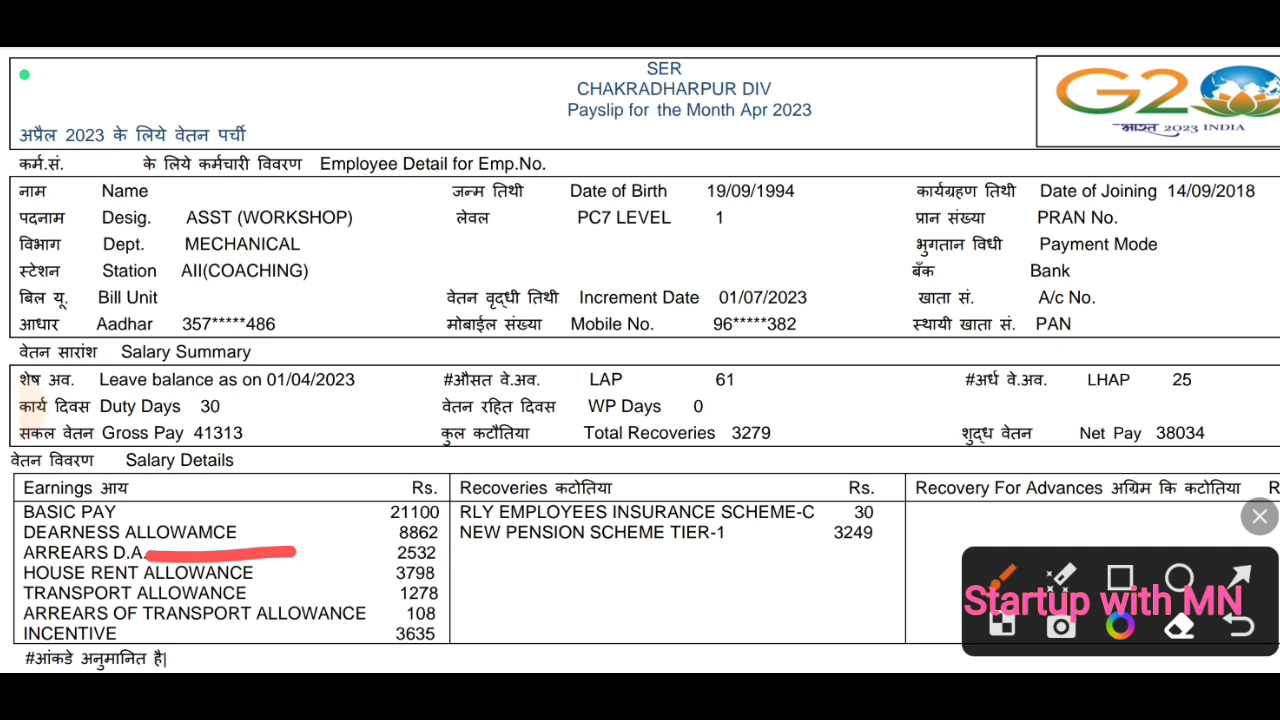 SER
CHAKRADHARPUR DIV
Payslip for the Month Apr 2023
अप्रैल 2023 के लिये वेतन पर्ची
G20
भारत 2023 INDIA
कर्म.सं. के लिये कर्मचारी विवरण Employee Detail for Emp.No.
नाम Name जन्म तिथी Date of Birth 19/09/1994 कार्यग्रहण तिथी Date of Joining 14/09/2018
पदनाम Desig. ASST (WORKSHOP) लेवल PC7 LEVEL 1 प्रान संख्या PRAN No.
विभाग Dept. MECHANICAL भुगतान विधी Payment Mode
स्टेशन Station AII(COACHING) बैंक Bank
बिल यू. Bill Unit वेतन वृद्धी तिथी Increment Date 01/07/2023 खाता सं. A/c No.
आधार Aadhar 357*****486 मोबाईल संख्या Mobile No. 96*****382 स्थायी खाता सं. PAN
वेतन सारांश Salary Summary
शेष अव. Leave balance as on 01/04/2023 #औसत वे.अव. LAP 61 #अर्ध वे.अव. LHAP 25
कार्य दिवस Duty Days 30 वेतन रहित दिवस WP Days 0
सकल वेतन Gross Pay 41313 कुल कटौतिया Total Recoveries 3279 शुद्ध वेतन Net Pay 38034
वेतन विवरण Salary Details
Earnings आय Rs. Recoveries कटोतिया Rs. Recovery For Advances अग्रिम कि कटोतिया R
BASIC PAY 21100 RLY EMPLOYEES INSURANCE SCHEME-C 30
DEARNESS ALLOWAMCE 8862 NEW PENSION SCHEME TIER-1 3249
ARREARS D.A. 2532
HOUSE RENT ALLOWANCE 3798
TRANSPORT ALLOWANCE 1278
ARREARS OF TRANSPORT ALLOWANCE 108
INCENTIVE 3635
#आंकडे अनुमानित है|
Startup with MN